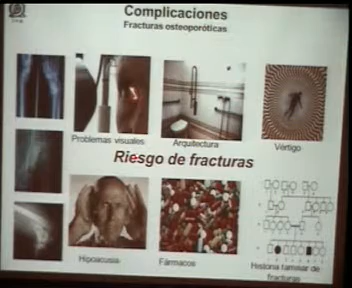 Complicaciones
Fracturas osteoporóticas
Problemas visuales
Arquitectura
Vértigo
Riesgo de fracturas
Hipoacusia
Fármacos
Historia familiar de
fracturas